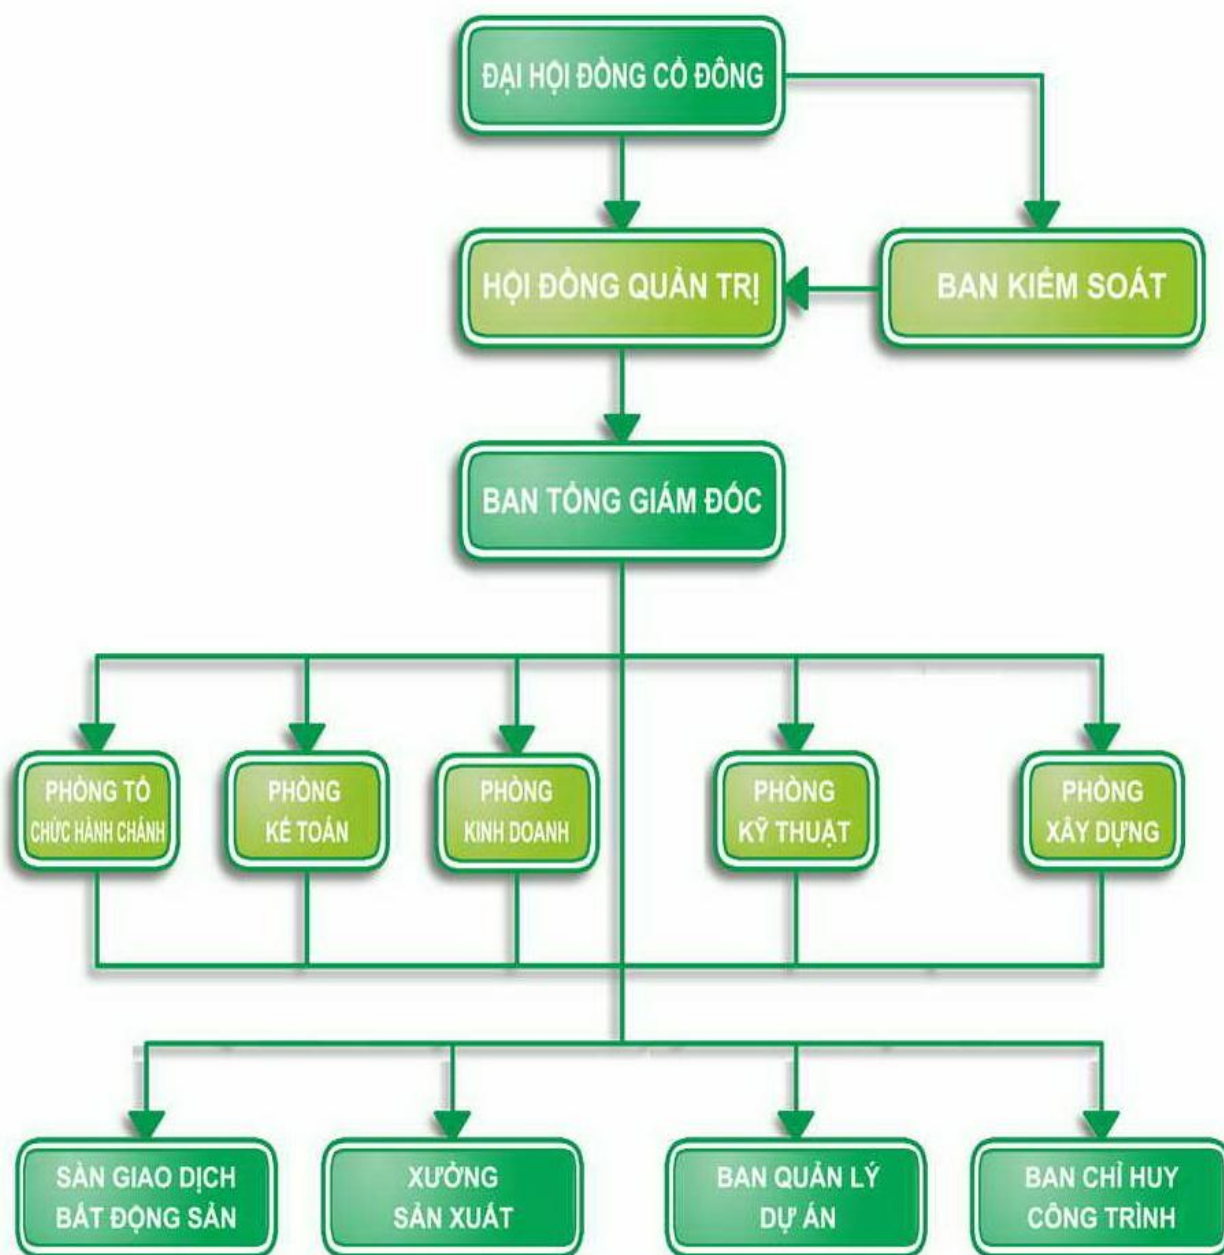 ĐẠI HỘI ĐỒNG CỔ ĐÔNG
HỘI ĐỒNG QUẢN TRỊ
BAN KIỂM SOÁT
BAN TỔNG GIÁM ĐỐC
PHÒNG TỔ
CHỨC HÀNH CHÁNH
PHÒNG
KẾ TOÁN
PHÒNG
KINH DOANH
PHÒNG
KỸ THUẬT
PHÒNG
XÂY DỰNG
SÀN GIAO DỊCH
BẤT ĐỘNG SẢN
XƯỞNG
SẢN XUẤT
BAN QUẢN LÝ
DỰ ÁN
BAN CHỈ HUY
CÔNG TRÌNH